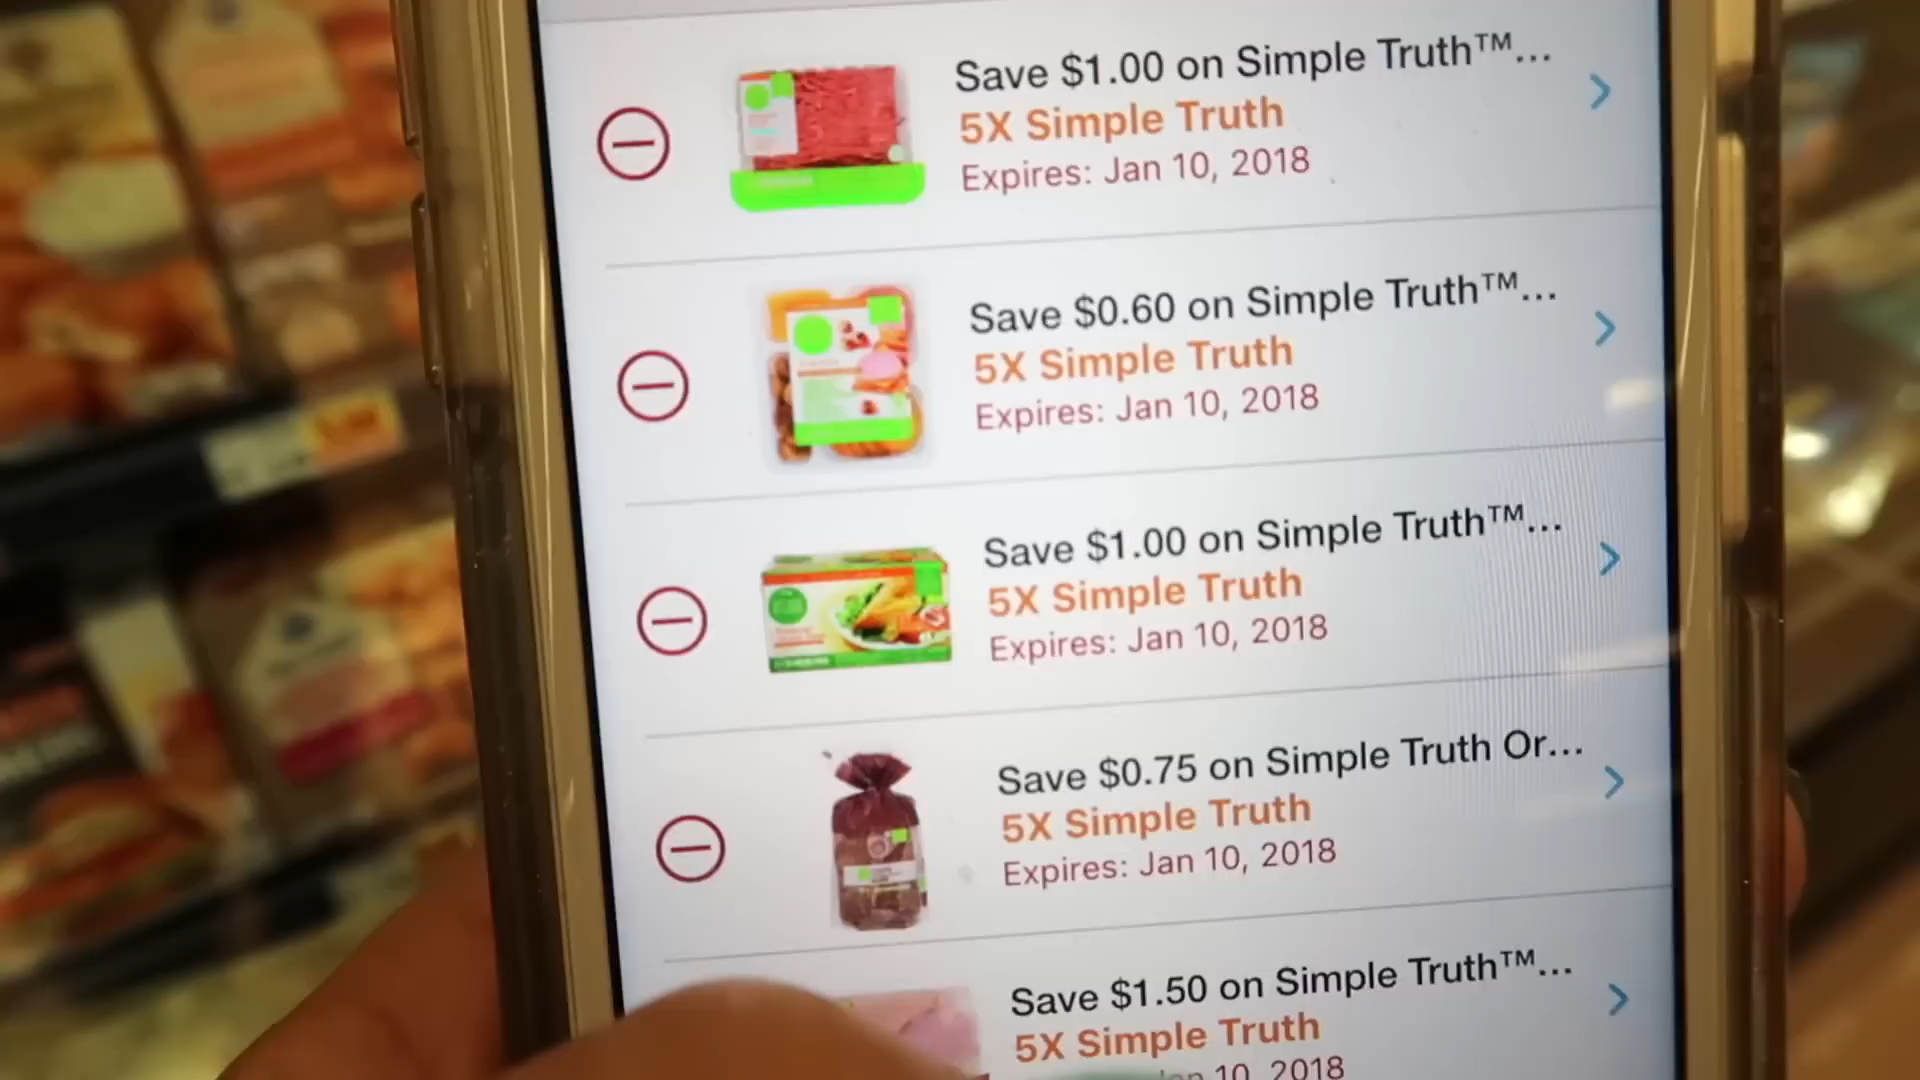 Save $1.00 on Simple Truth™...
5X Simple Truth
Expires: Jan 10, 2018
Save $0.60 on Simple Truth™...
5X Simple Truth
Expires: Jan 10, 2018
Save $1.00 on Simple Truth™...
5X Simple Truth
Expires: Jan 10, 2018
Save $0.75 on Simple Truth Or...
5X Simple Truth
Expires: Jan 10, 2018
Save $1.50 on Simple Truth™...
5X Simple Truth
10, 2018